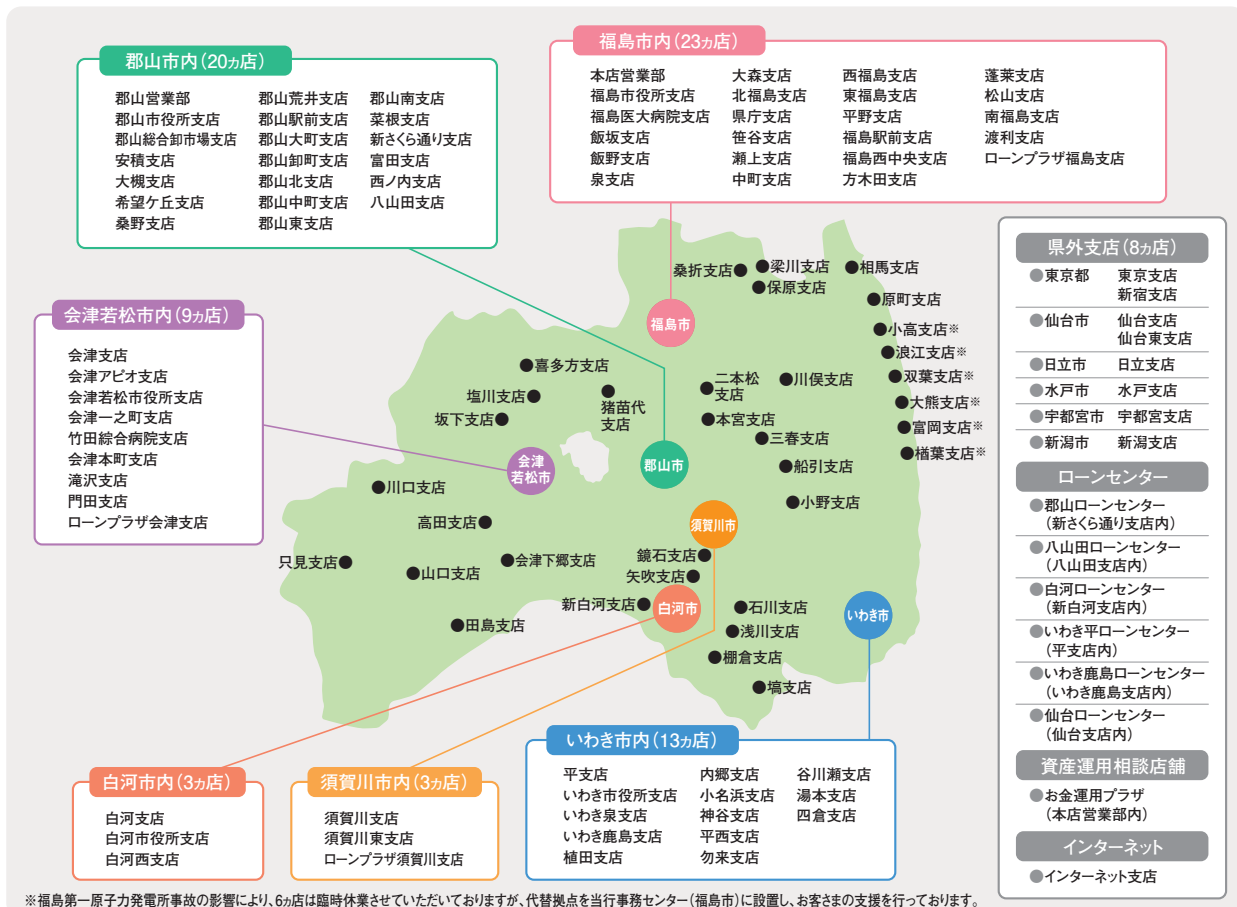 郡山市内(20ヵ店)
郡山営業部
郡山市役所支店
郡山総合卸市場支店
安積支店
大槻支店
希望ケ丘支店
桑野支店
郡山荒井支店
郡山駅前支店
郡山大町支店
郡山卸町支店
郡山北支店
郡山中町支店
郡山東支店
郡山南支店
菜根支店
新さくら通り支店
富田支店
西ノ内支店
八山田支店
福島市内(23ヵ店)
本店営業部
福島市役所支店
福島医大病院支店
飯坂支店
飯野支店
泉支店
大森支店
北福島支店
県庁支店
笹谷支店
瀬上支店
中町支店
西福島支店
東福島支店
平野支店
福島駅前支店
福島西中央支店
方木田支店
蓬莱支店
松山支店
南福島支店
渡利支店
ローンプラザ福島支店
会津若松市内(9ヵ店)
会津支店
会津アピオ支店
会津若松市役所支店
会津一之町支店
竹田綜合病院支店
会津本町支店
滝沢支店
門田支店
ローンプラザ会津支店
桑折支店
梁川支店
保原支店
相馬支店
原町支店
福島市
小高支店※
浪江支店※
双葉支店※
大熊支店※
富岡支店※
楢葉支店※
喜多方支店
塩川支店
坂下支店
猪苗代
支店
二本松
支店
川俣支店
本宮支店
三春支店
船引支店
小野支店
会津
若松市
郡山市
須賀川市
川口支店
高田支店
只見支店
山口支店
会津下郷支店
田島支店
鏡石支店
矢吹支店
新白河支店
白河市
石川支店
浅川支店
棚倉支店
塙支店
いわき市
白河市内(3ヵ店)
白河支店
白河市役所支店
白河西支店
須賀川市内(3ヵ店)
須賀川支店
須賀川東支店
ローンプラザ須賀川支店
いわき市内(13ヵ店)
平支店
いわき市役所支店
いわき泉支店
いわき鹿島支店
植田支店
内郷支店
小名浜支店
神谷支店
平西支店
勿来支店
谷川瀬支店
湯本支店
四倉支店
県外支店(8ヵ店)
●東京都 東京支店
新宿支店
●仙台市 仙台支店
仙台東支店
●日立市 日立支店
●水戸市 水戸支店
●宇都宮市 宇都宮支店
●新潟市 新潟支店
ローンセンター
●郡山ローンセンター
(新さくら通り支店内)
●八山田ローンセンター
(八山田支店内)
●白河ローンセンター
(新白河支店内)
●いわき平ローンセンター
(平支店内)
●いわき鹿島ローンセンター
(いわき鹿島支店内)
●仙台ローンセンター
(仙台支店内)
資産運用相談店舗
●お金運用プラザ
(本店営業部内)
インターネット
●インターネット支店
※福島第一原子力発電所事故の影響により、6ヵ店は臨時休業させていただいておりますが、代替拠点を当行事務センター(福島市)に設置し、お客さまの支援を行っております。